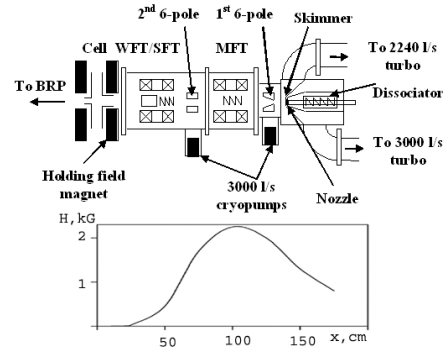 2nd 6-pole
1st 6-pole
Skimmer
Cell
WFT/SFT
MFT
To 2240 l/s
turbo
To BRP
Dissociator
To 3000 l/s
turbo
Holding field
magnet
3000 l/s
cryopumps
Nozzle
H,kG
2
1
50
100
150
x,cm